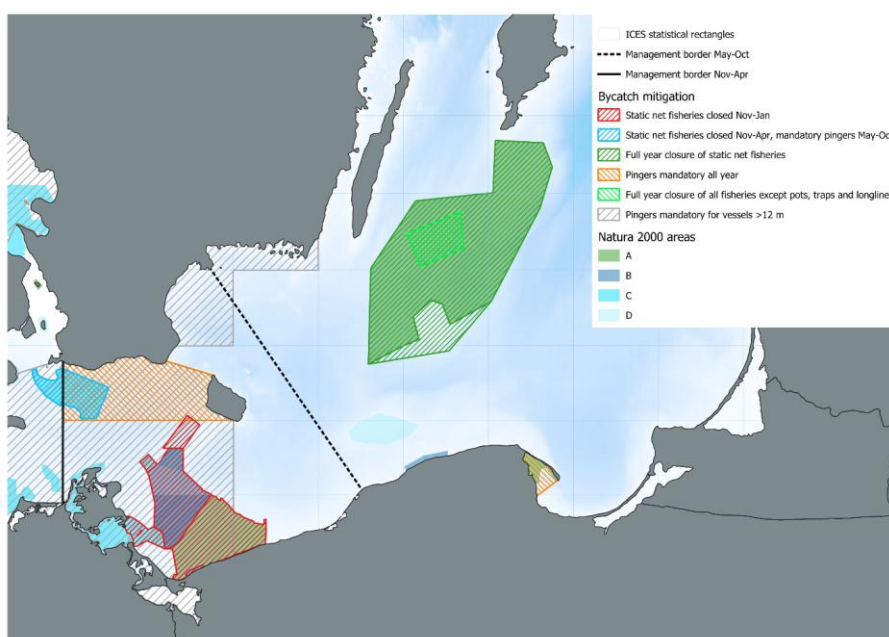 ICES statistical rectangles
Management border May-Oct
Management border Nov-Apr
Bycatch mitigation
Static net fisheries closed Nov-Jan
Static net fisheries closed Nov-Apr, mandatory pingers May-Oc
Full year closure of static net fisheries
Pingers mandatory all year
Full year closure of all fisheries except pots, traps and longline
Pingers mandatory for vessels >12 m
Natura 2000 areas
A
B
C
D